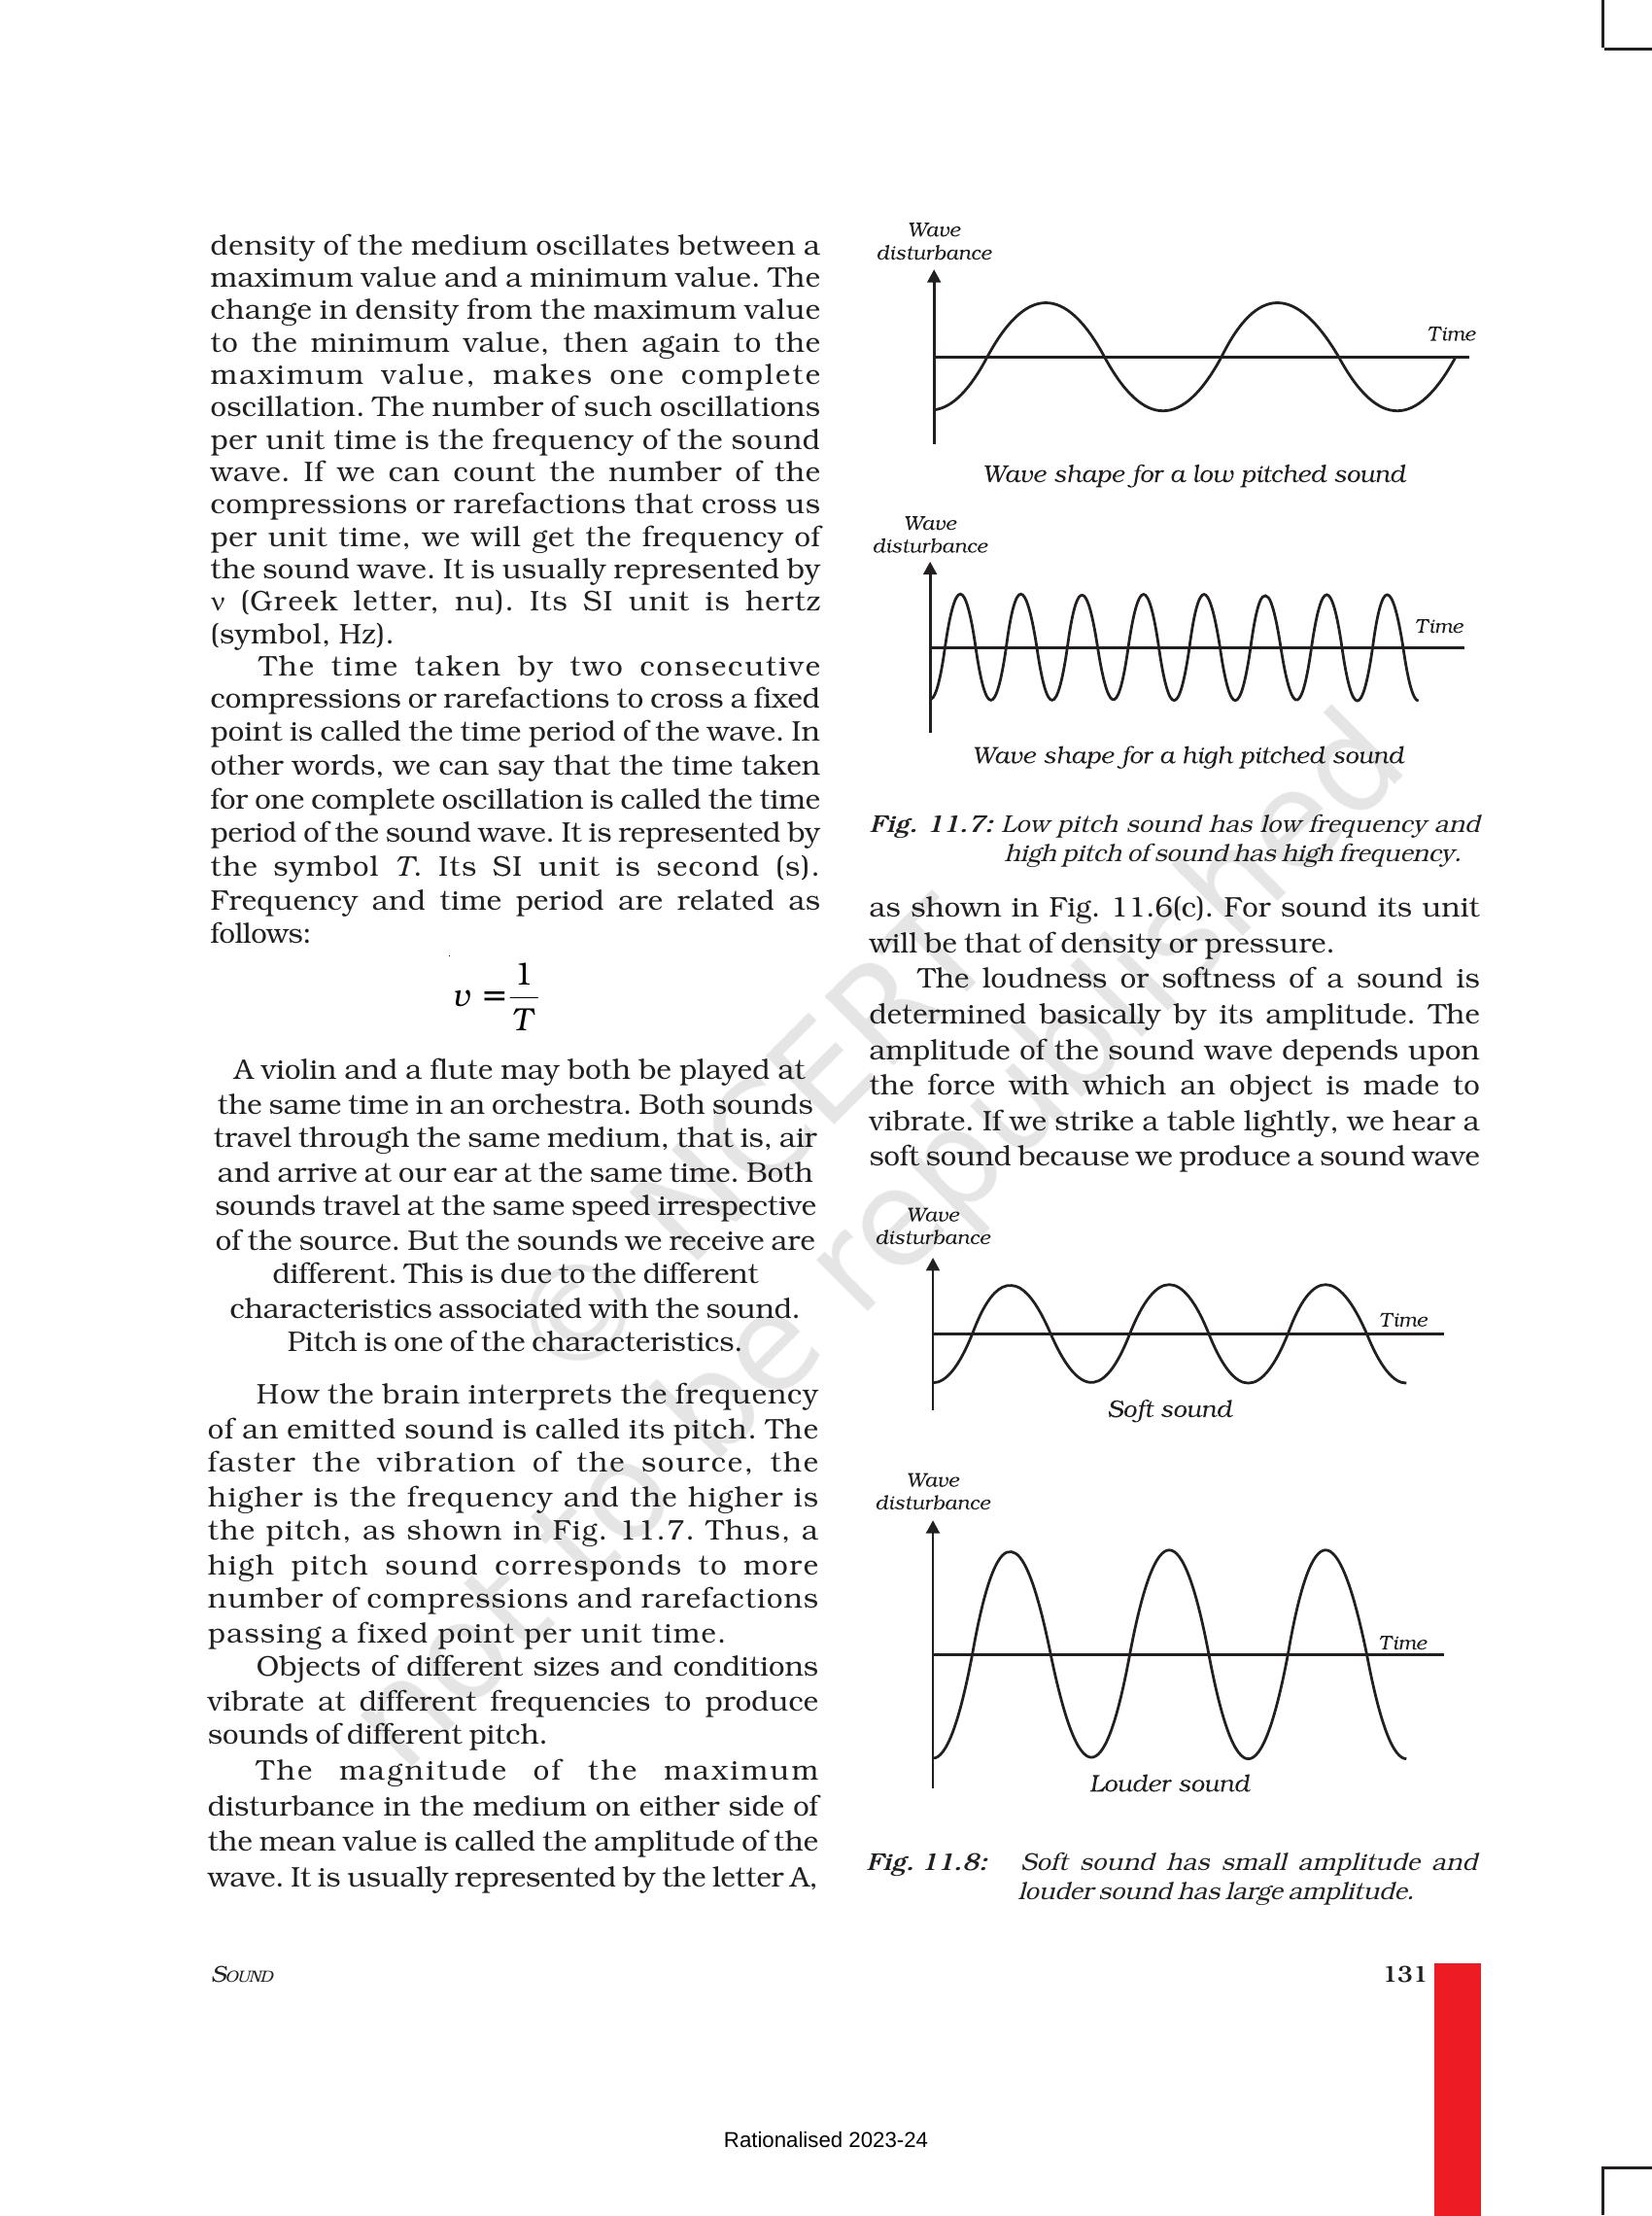 density of the medium oscillates between a
maximum value and a minimum value. The
change in density from the maximum value
to the minimum value, then again to the
maximum value, makes one complete
oscillation. The number of such oscillations
per unit time is the frequency of the sound
wave. If we can count the number of the
compressions or rarefactions that cross us
per unit time, we will get the frequency of
the sound wave. It is usually represented by
ν (Greek letter, nu). Its SI unit is hertz
(symbol, Hz).
The time taken by two consecutive
compressions or rarefactions to cross a fixed
point is called the time period of the wave. In
other words, we can say that the time taken
for one complete oscillation is called the time
period of the sound wave. It is represented by
the symbol T. Its SI unit is second (s).
Frequency and time period are related as
follows:
υ = 1/T
A violin and a flute may both be played at
the same time in an orchestra. Both sounds
travel through the same medium, that is, air
and arrive at our ear at the same time. Both
sounds travel at the same speed irrespective
of the source. But the sounds we receive are
different. This is due to the different
characteristics associated with the sound.
Pitch is one of the characteristics.
How the brain interprets the frequency
of an emitted sound is called its pitch. The
faster the vibration of the source, the
higher is the frequency and the higher is
the pitch, as shown in Fig. 11.7. Thus, a
high pitch sound corresponds to more
number of compressions and rarefactions
passing a fixed point per unit time.
Objects of different sizes and conditions
vibrate at different frequencies to produce
sounds of different pitch.
The magnitude of the maximum
disturbance in the medium on either side of
the mean value is called the amplitude of the
wave. It is usually represented by the letter A,
Wave
disturbance
Time
Wave shape for a low pitched sound
Wave
disturbance
Time
Wave shape for a high pitched sound
Fig. 11.7: Low pitch sound has low frequency and
high pitch of sound has high frequency.
as shown in Fig. 11.6(c). For sound its unit
will be that of density or pressure.
The loudness or softness of a sound is
determined basically by its amplitude. The
amplitude of the sound wave depends upon
the force with which an object is made to
vibrate. If we strike a table lightly, we hear a
soft sound because we produce a sound wave
Wave
disturbance
Time
Soft sound
Wave
disturbance
Time
Louder sound
Fig. 11.8: Soft sound has small amplitude and
louder sound has large amplitude.
SOUND
131
Rationalised 2023-24
© NCERT
not to be republished